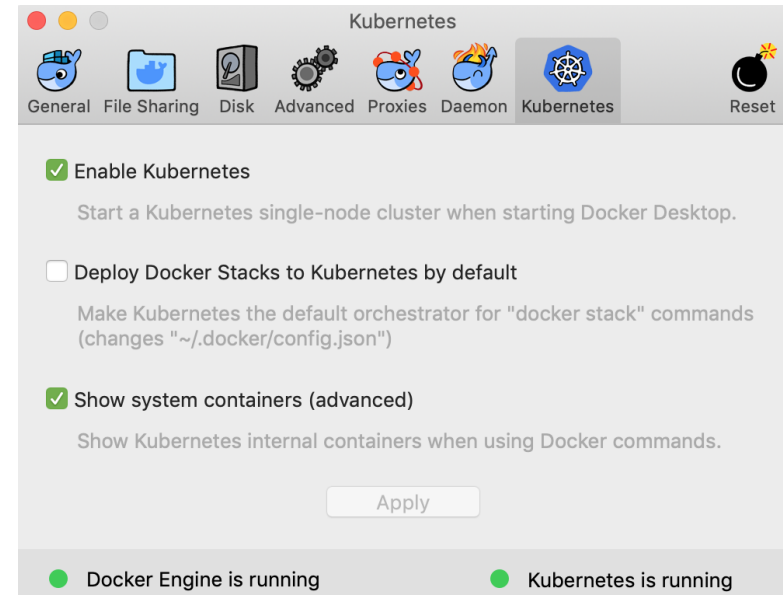 Kubernetes
General File Sharing Disk Advanced Proxies Daemon Kubernetes Reset
Enable Kubernetes
Start a Kubernetes single-node cluster when starting Docker Desktop.
Deploy Docker Stacks to Kubernetes by default
Make Kubernetes the default orchestrator for "docker stack" commands
(changes "~/.docker/config.json")
Show system containers (advanced)
Show Kubernetes internal containers when using Docker commands.
Apply
Docker Engine is running Kubernetes is running